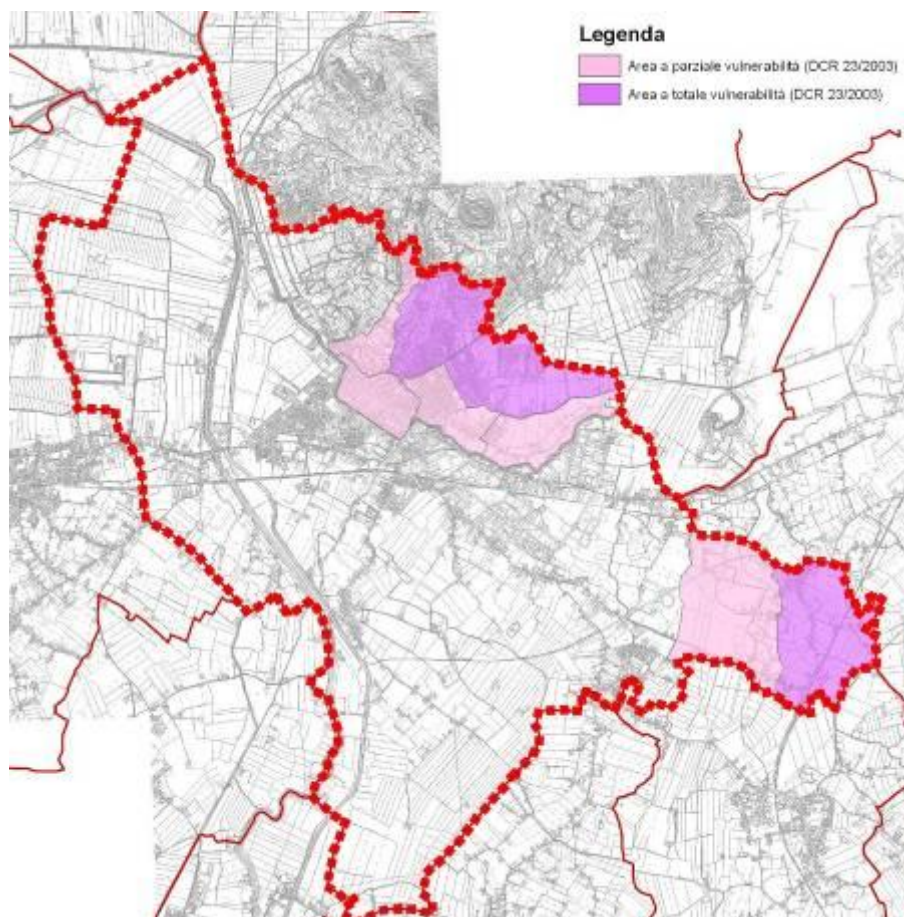 Legenda
Area a parziale vulnerabilità (DCR 23/2003)
Area a totale vulnerabilità (DCR 23/2003)